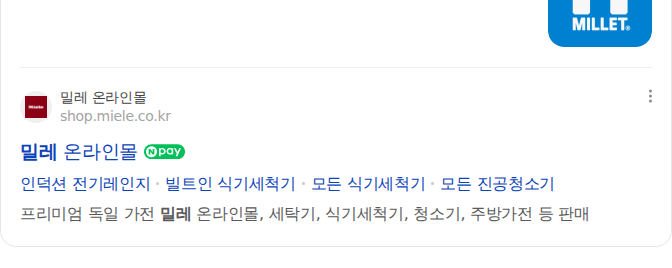 MILLET®
밀레 온라인몰
shop.miele.co.kr
밀레 온라인몰 N pay
인덕션 전기레인지 · 빌트인 식기세척기 · 모든 식기세척기 · 모든 진공청소기
프리미엄 독일 가전 밀레 온라인몰, 세탁기, 식기세척기, 청소기, 주방가전 등 판매